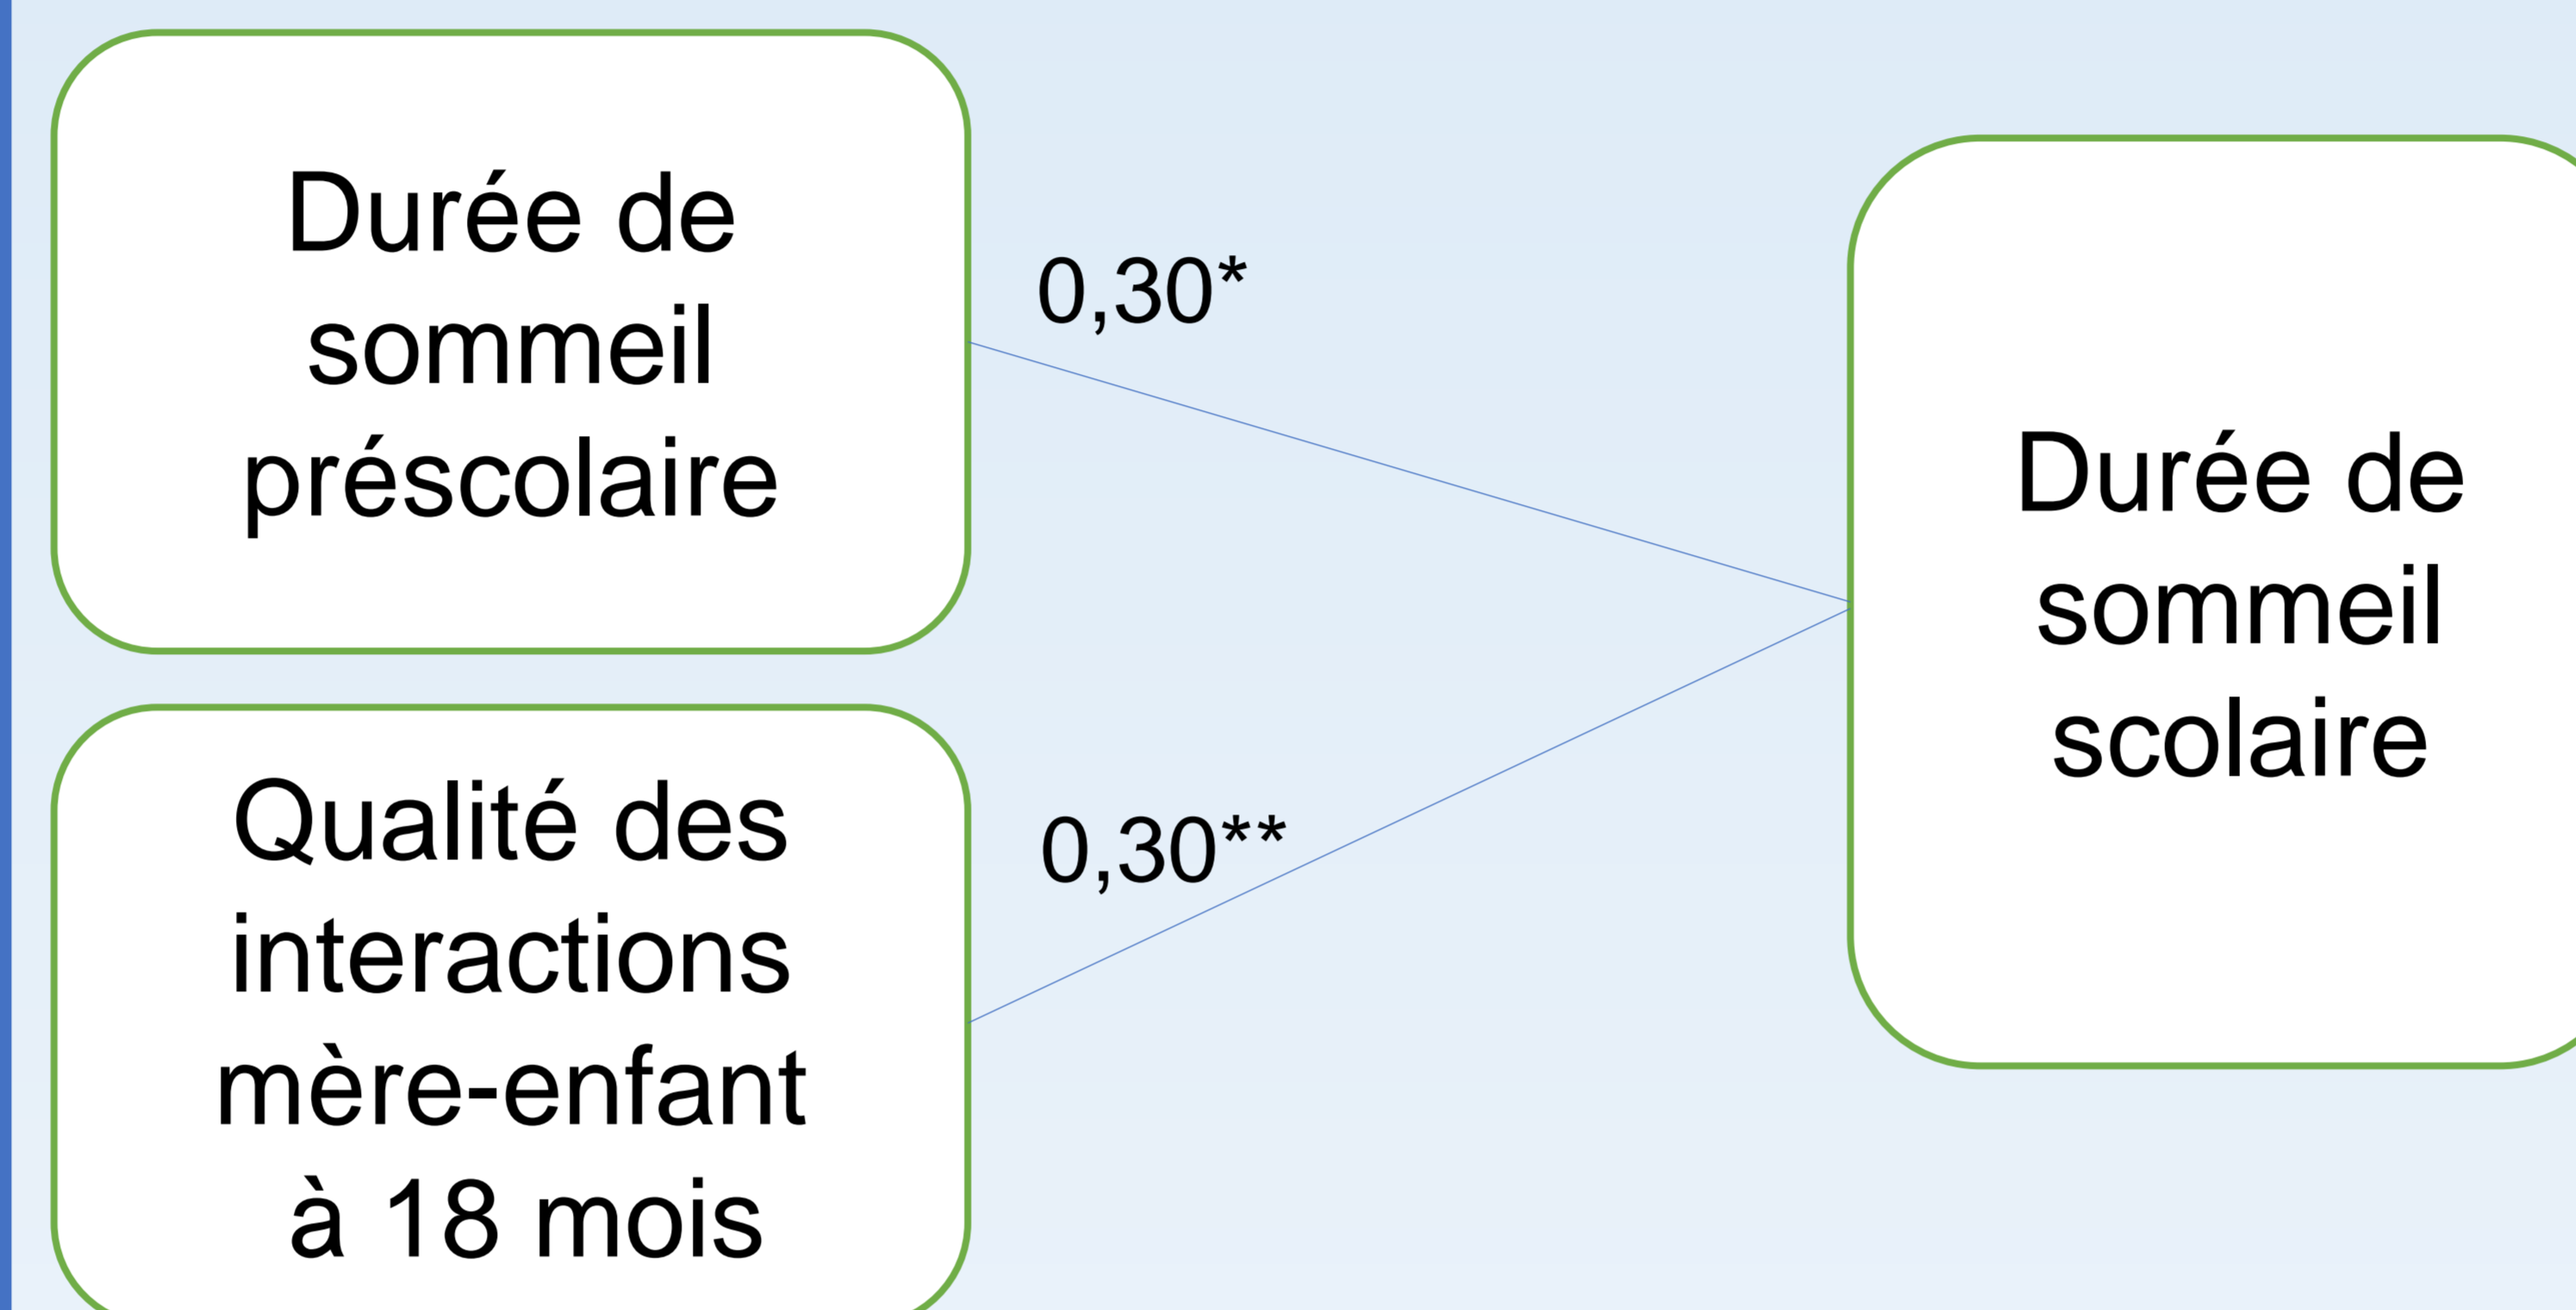 Durée de
sommeil
préscolaire
0,30*
Qualité des
interactions
mère-enfant
à 18 mois
0,30**
Durée de
sommeil
scolaire